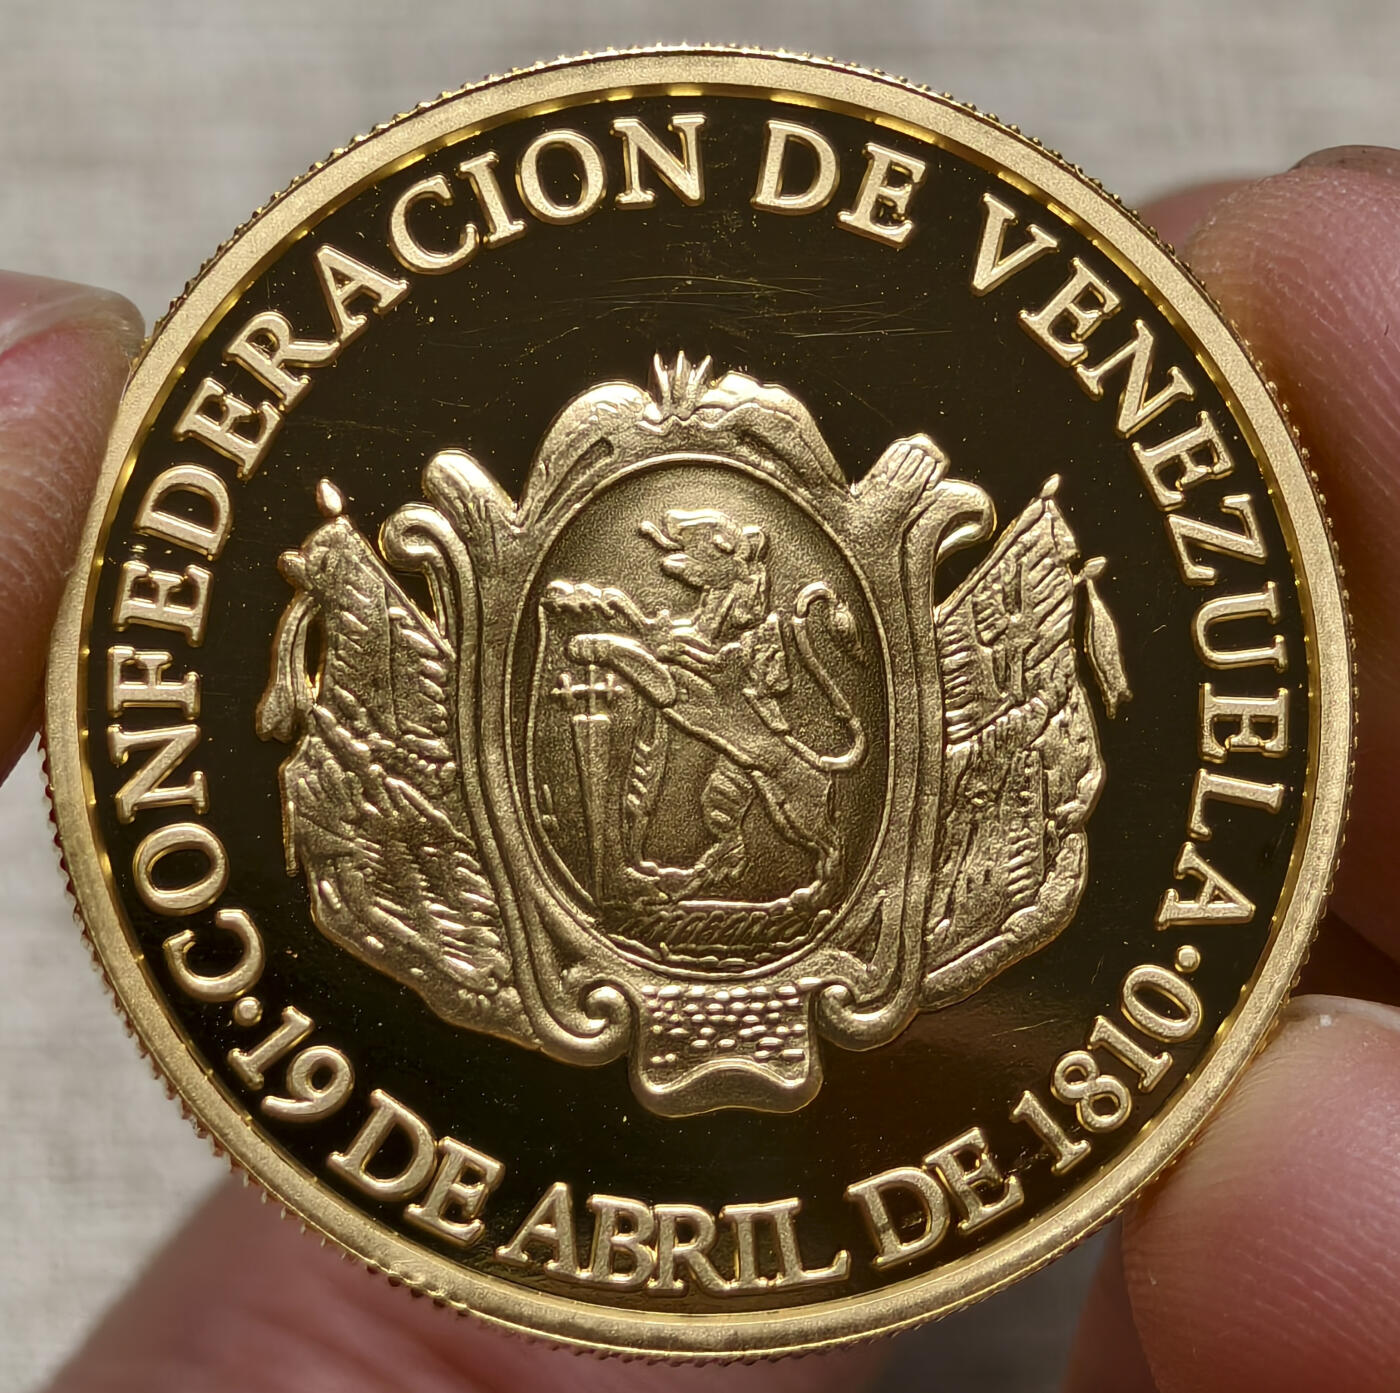 CONFEDERACION DE VENEZUELA
·19 DE ABRIL DE 1810·